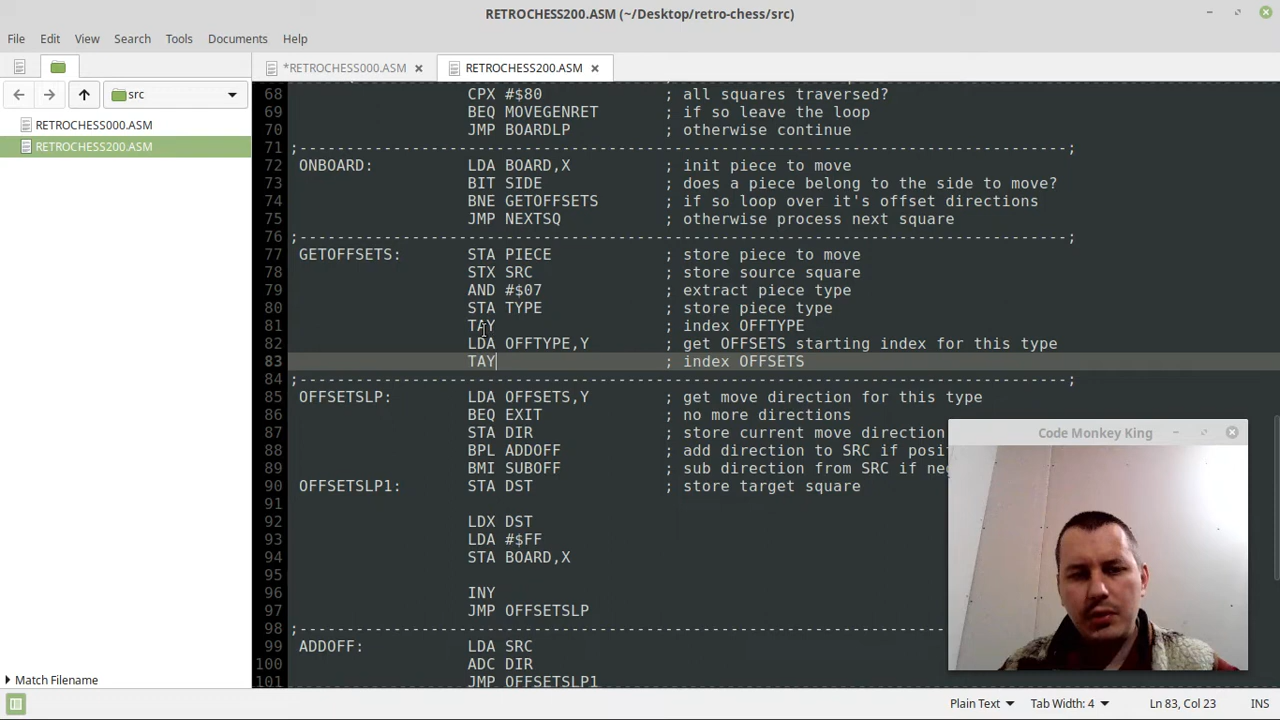 RETROCHESS200.ASM (~/Desktop/retro-chess/src)
File Edit View Search Tools Documents Help
*RETROCHESS000.ASM RETROCHESS200.ASM
src
RETROCHESS000.ASM
RETROCHESS200.ASM
68 CPX #$80 ; all squares traversed?
69 BEQ MOVEGENRET ; if so leave the loop
70 JMP BOARDLP ; otherwise continue
71 ;-----------------------------------------------------------------------------------;
72 ONBOARD: LDA BOARD,X ; init piece to move
73 BIT SIDE ; does a piece belong to the side to move?
74 BNE GETOFFSETS ; if so loop over it's offset directions
75 JMP NEXTSQ ; otherwise process next square
76 ;-----------------------------------------------------------------------------------;
77 GETOFFSETS: STA PIECE ; store piece to move
78 STX SRC ; store source square
79 AND #$07 ; extract piece type
80 STA TYPE ; store piece type
81 TAY ; index OFFTYPE
82 LDA OFFTYPE,Y ; get OFFSETS starting index for this type
83 TAY ; index OFFSETS
84 ;-----------------------------------------------------------------------------------;
85 OFFSETSLP: LDA OFFSETS,Y ; get move direction for this type
86 BEQ EXIT ; no more directions
87 STA DIR ; store current move direction
88 BPL ADDOFF ; add direction to SRC if posit
89 BMI SUBOFF ; sub direction from SRC if neg
90 OFFSETSLP1: STA DST ; store target square
91
92 LDX DST
93 LDA #$FF
94 STA BOARD,X
95
96 INY
97 JMP OFFSETSLP
98 ;----------------------------------------------------------------------
99 ADDOFF: LDA SRC
100 ADC DIR
101 JMP OFFSETSLP1
Code Monkey King
Match Filename
Plain Text Tab Width: 4 Ln 83, Col 23 INS